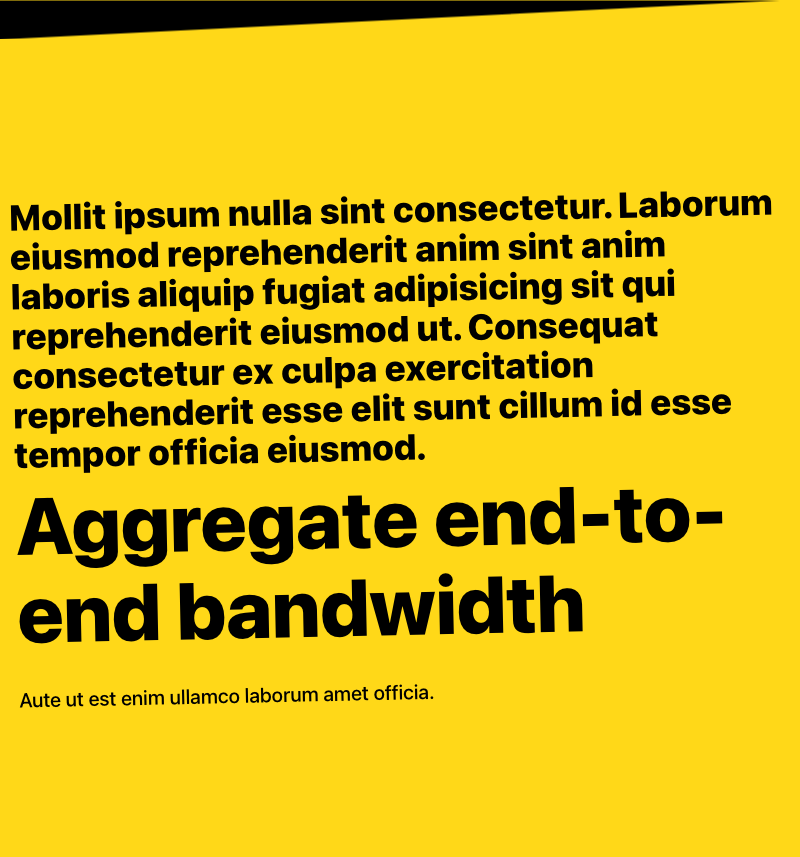 Mollit ipsum nulla sint consectetur. Laborum
eiusmod reprehenderit anim sint anim
laboris aliquip fugiat adipisicing sit qui
reprehenderit eiusmod ut. Consequat
consectetur ex culpa exercitation
reprehenderit esse elit sunt cillum id esse
tempor officia eiusmod.
Aggregate end-to-
end bandwidth
Aute ut est enim ullamco laborum amet officia.